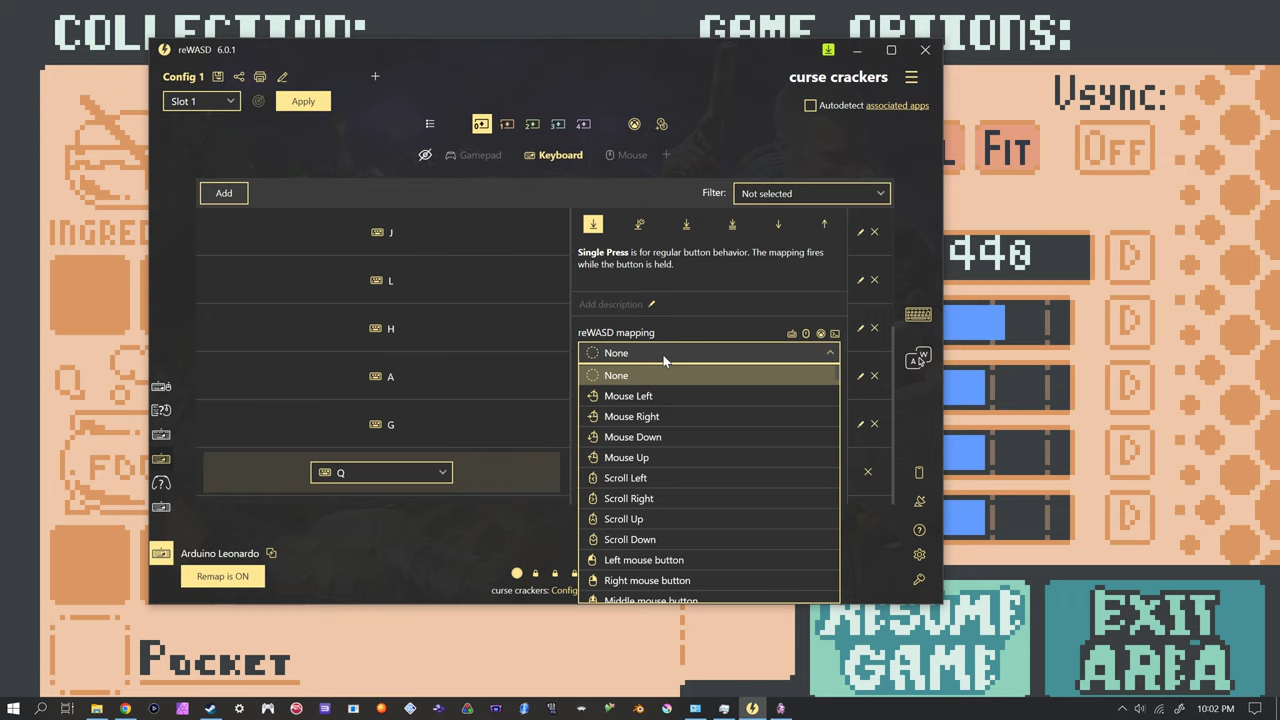 COLLECTION:
GAME OPTIONS:
reWASD 6.0.1
Config 1
curse crackers
Slot 1
Apply
Autodetect associated apps
Vsync:
Fit
Off
Gamepad
Keyboard
Mouse
Add
Filter:
Not selected
J
Single Press is for regular button behavior. The mapping fires
while the button is held.
440
D
L
Add description
D
H
reWASD mapping
None
A
None
D
Mouse Left
G
Mouse Right
Mouse Down
D
Mouse Up
Q
Scroll Left
Scroll Right
Scroll Up
D
Scroll Down
Arduino Leonardo
Left mouse button
Remap is ON
Right mouse button
curse crackers: Config
Middle mouse button
RESUME
GAME
EXIT
AREA
POCKET
10:02 PM